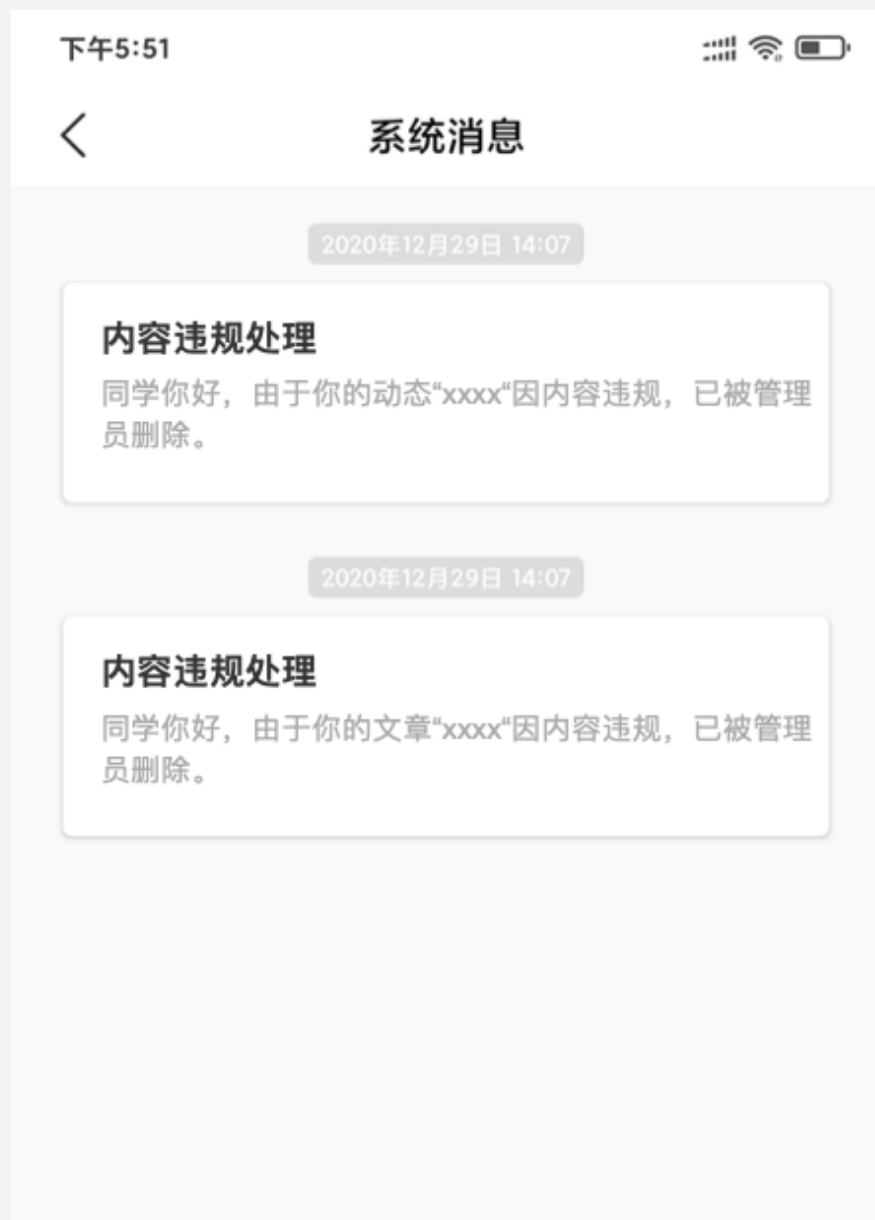 下午5:51
系统消息
2020年12月29日 14:07
内容违规处理
同学你好，由于你的动态“xxxx“因内容违规，已被管理
员删除。
2020年12月29日 14:07
内容违规处理
同学你好，由于你的文章“xxxx“因内容违规，已被管理
员删除。